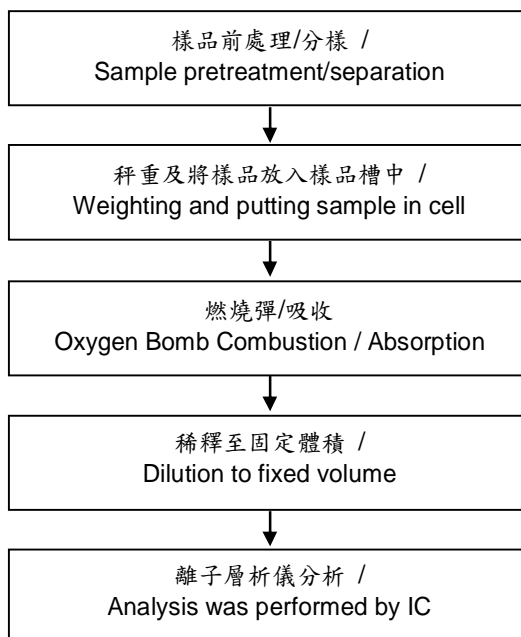 樣品前處理/分樣 /
Sample pretreatment/separation
秤重及將樣品放入樣品槽中 /
Weighting and putting sample in cell
燃燒彈/吸收
Oxygen Bomb Combustion / Absorption
稀釋至固定體積 /
Dilution to fixed volume
離子層析儀分析 /
Analysis was performed by IC